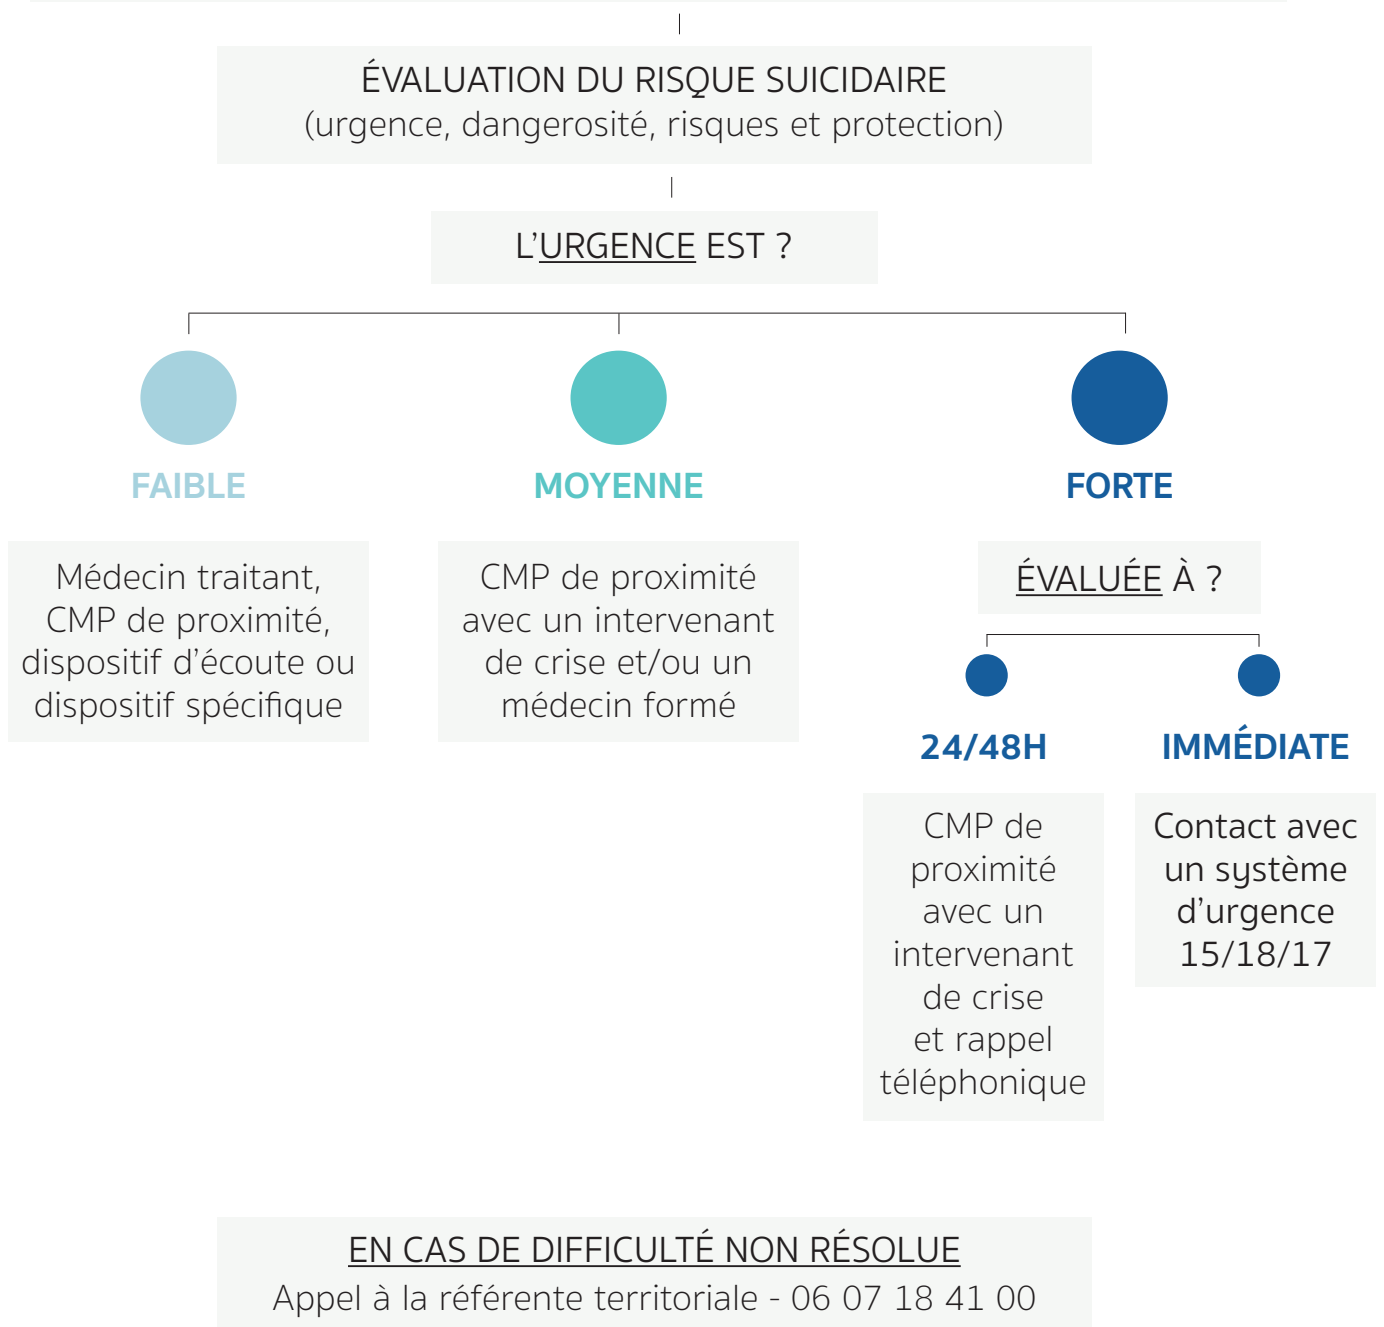 ÉVALUATION DU RISQUE SUICIDAIRE
(urgence, dangerosité, risques et protection)
L'URGENCE EST ?
FAIBLE
Médecin traitant,
CMP de proximité,
dispositif d'écoute ou
dispositif spécifique
MOYENNE
CMP de proximité
avec un intervenant
de crise et/ou un
médecin formé
FORTE
ÉVALUÉE À ?
24/48H
CMP de
proximité
avec un
intervenant
de crise
et rappel
téléphonique
IMMÉDIATE
Contact avec
un système
d'urgence
15/18/17
EN CAS DE DIFFICULTÉ NON RÉSOLUE
Appel à la référente territoriale - 06 07 18 41 00